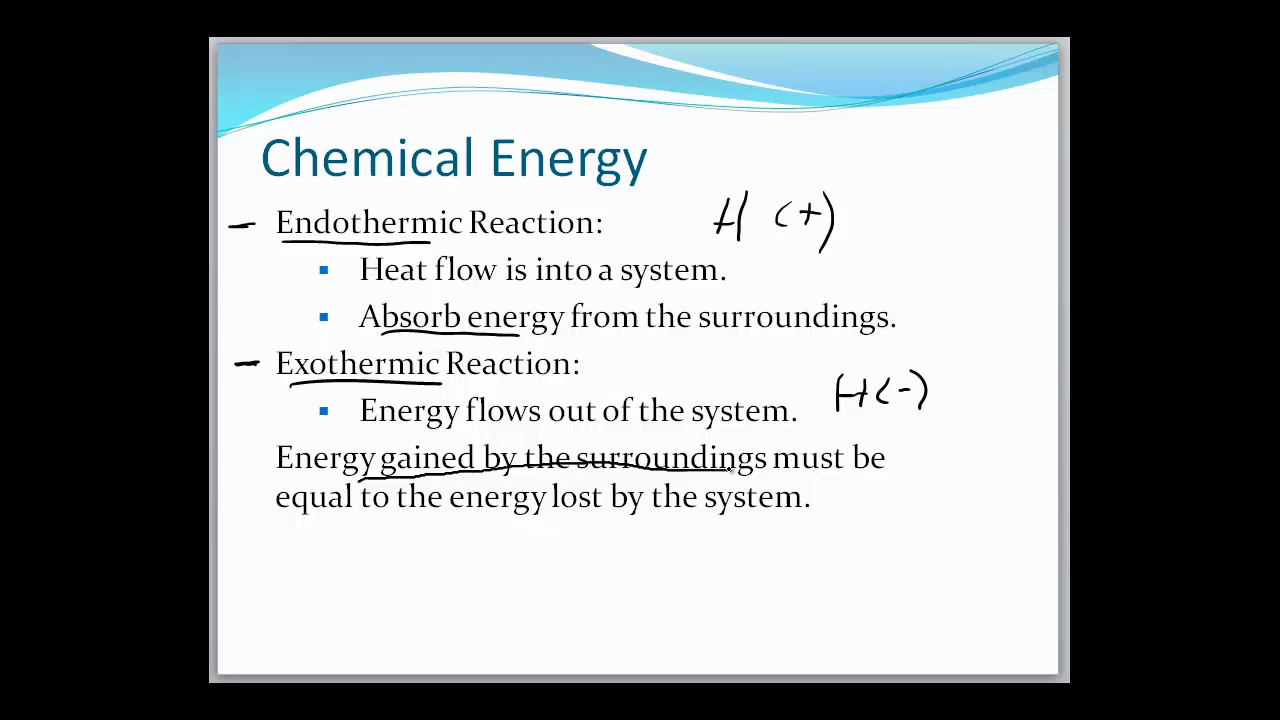 Chemical Energy
Endothermic Reaction: H (+)
▪ Heat flow is into a system.
▪ Absorb energy from the surroundings.
Exothermic Reaction:
▪ Energy flows out of the system. H (-)
Energy gained by the surroundings must be
equal to the energy lost by the system.